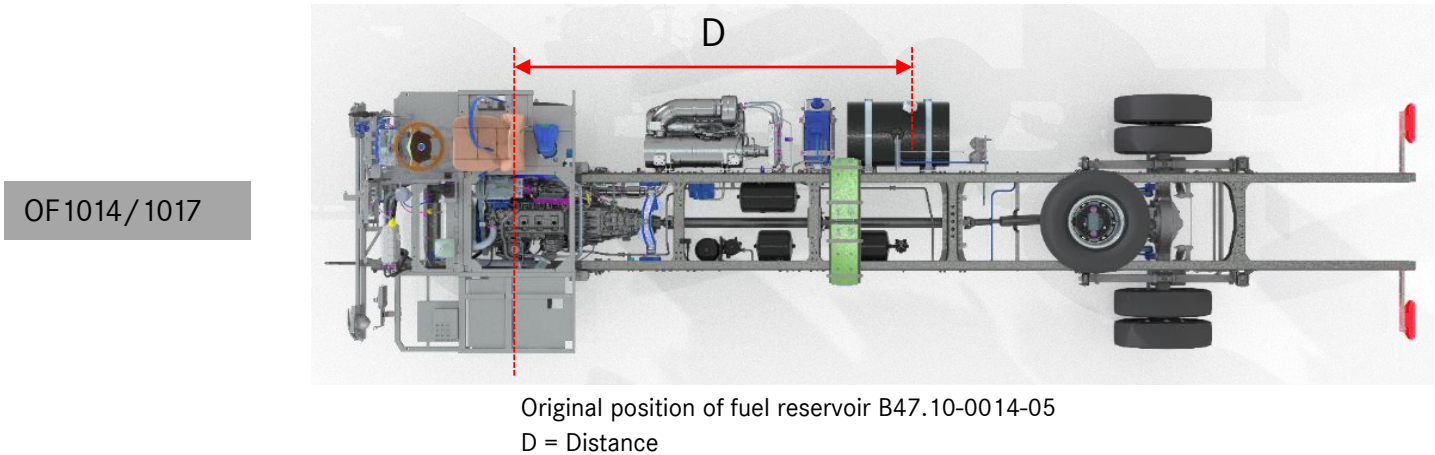 D
OF1014/1017
Original position of fuel reservoir B47.10-0014-05
D = Distance